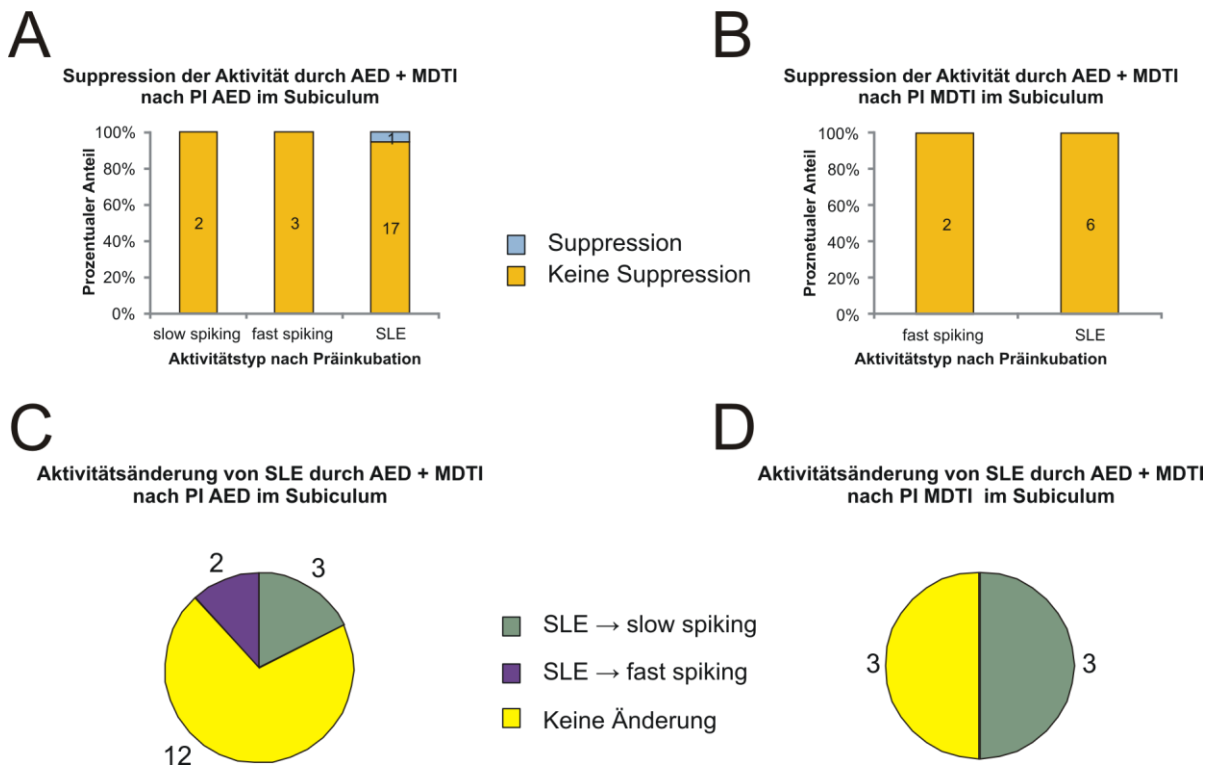 A
Suppression der Aktivität durch AED + MDTI
nach PI AED im Subiculum
Prozentualer Anteil
100%
80%
60%
40%
20%
0%
2
3
1
17
slow spiking
fast spiking
SLE
Aktivitätstyp nach Präinkubation
Suppression
Keine Suppression
B
Suppression der Aktivität durch AED + MDTI
nach PI MDTI im Subiculum
Proznetualer Anteil
100%
80%
60%
40%
20%
0%
2
6
fast spiking
SLE
Aktivitätstyp nach Präinkubation
C
Aktivitätsänderung von SLE durch AED + MDTI
nach PI AED im Subiculum
2
3
12
SLE → slow spiking
SLE → fast spiking
Keine Änderung
D
Aktivitätsänderung von SLE durch AED + MDTI
nach PI MDTI im Subiculum
3
3